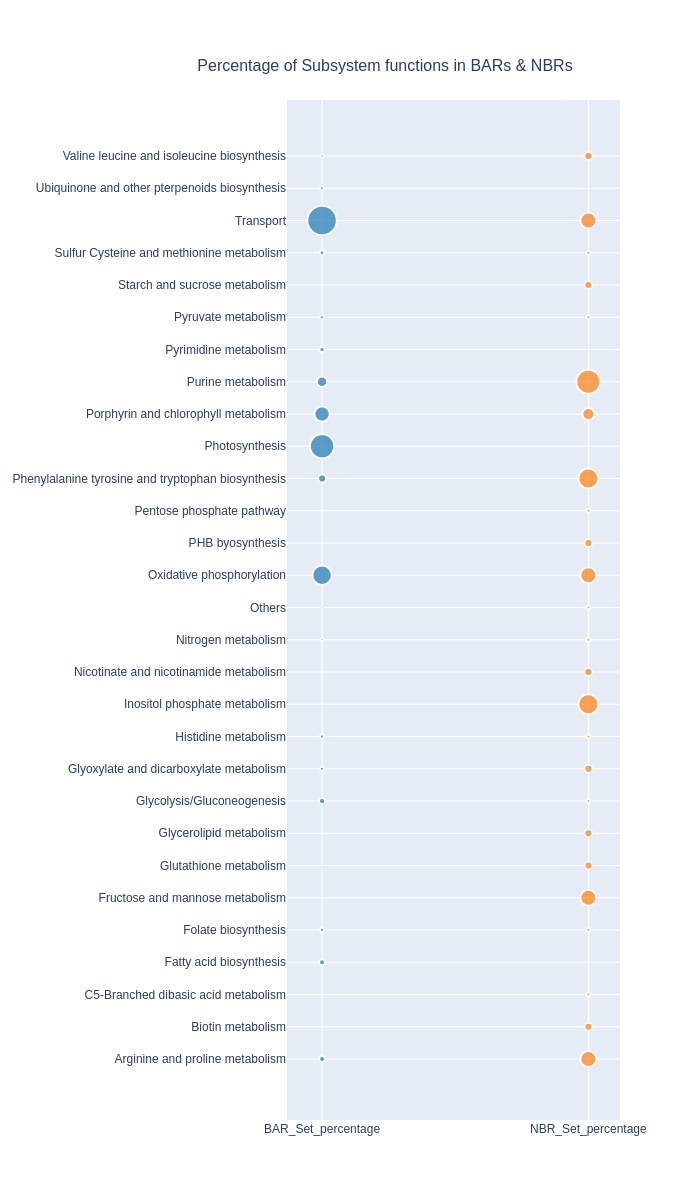 Percentage of Subsystem functions in BARs & NBRs
Valine leucine and isoleucine biosynthesis
Ubiquinone and other pterpenoids biosynthesis
Transport
Sulfur Cysteine and methionine metabolism
Starch and sucrose metabolism
Pyruvate metabolism
Pyrimidine metabolism
Purine metabolism
Porphyrin and chlorophyll metabolism
Photosynthesis
Phenylalanine tyrosine and tryptophan biosynthesis
Pentose phosphate pathway
PHB byosynthesis
Oxidative phosphorylation
Others
Nitrogen metabolism
Nicotinate and nicotinamide metabolism
Inositol phosphate metabolism
Histidine metabolism
Glyoxylate and dicarboxylate metabolism
Glycolysis/Gluconeogenesis
Glycerolipid metabolism
Glutathione metabolism
Fructose and mannose metabolism
Folate biosynthesis
Fatty acid biosynthesis
C5-Branched dibasic acid metabolism
Biotin metabolism
Arginine and proline metabolism
BAR_Set_percentage
NBR_Set_percentage